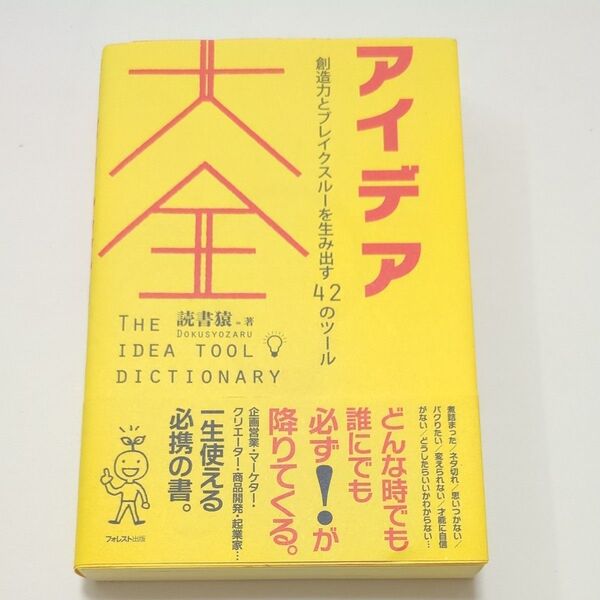 アイデア
大全
創造力とブレイクスルーを生み出す42のツール
読書猿=著
DOKUSYOZARU
THE
IDEA TOOL
DICTIONARY
煮詰まった/ネタ切れ/思いつかない/
パクりたい/変えられない/才能に自信
がない/どうしたらいいかわからない…
どんな時でも
誰にでも
必ず!が
降りてくる。
企画営業・マーケター・
クリエーター・商品開発・起業家…
一生使える
必携の書。
フォレスト出版